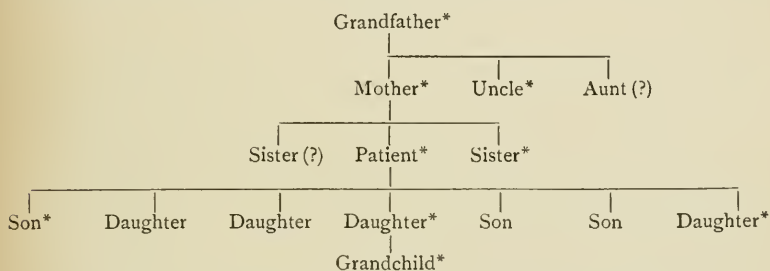 Grandfather*
Mother* Uncle* Aunt (?)
Sister (?) Patient* Sister*
Son* Daughter Daughter Daughter* Son Son Daughter*
Grandchild*